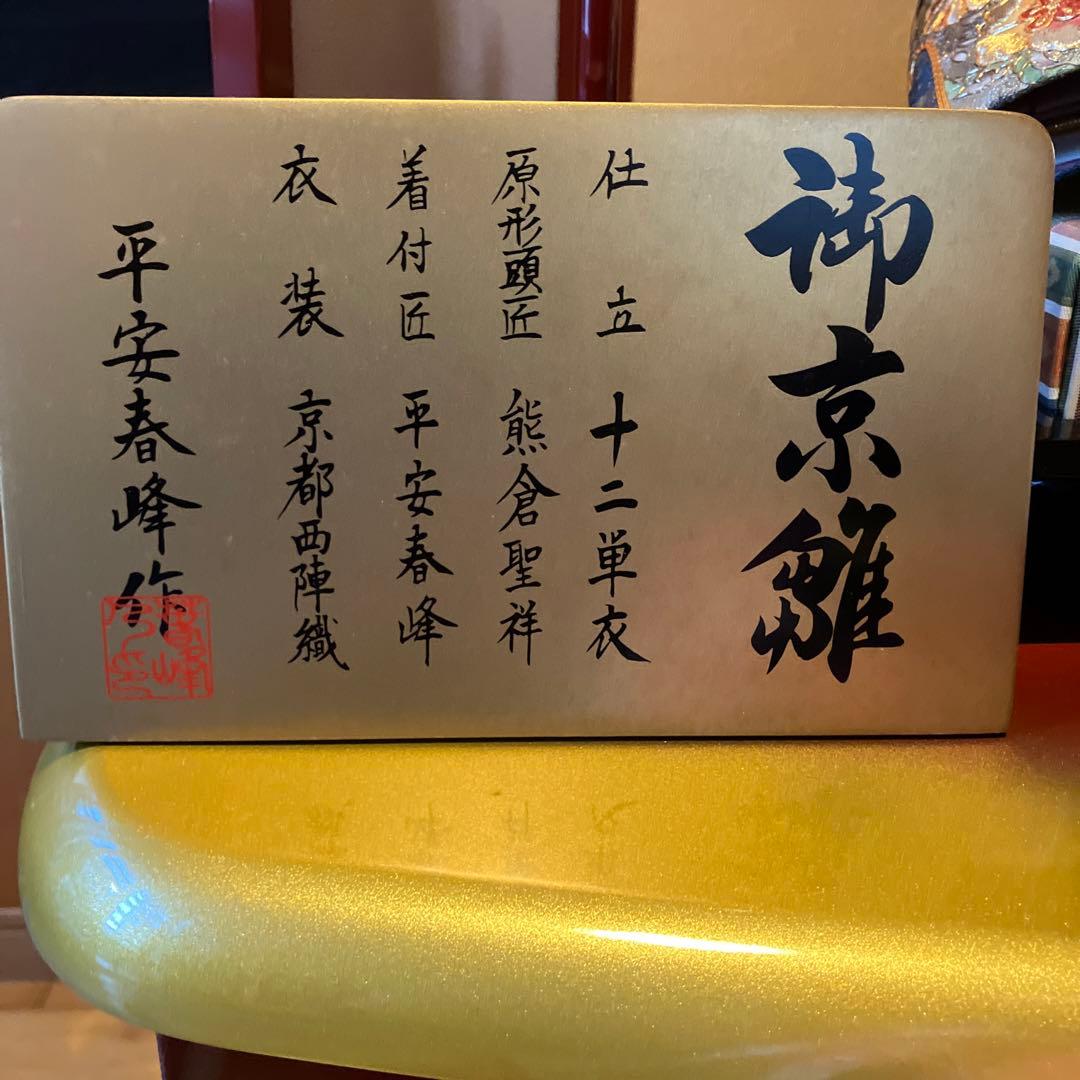 御京雛
仕立 十二単衣
原形頭匠 熊倉聖祥
着付匠 平安春峰
衣装 京都西陣織
平安春峰作